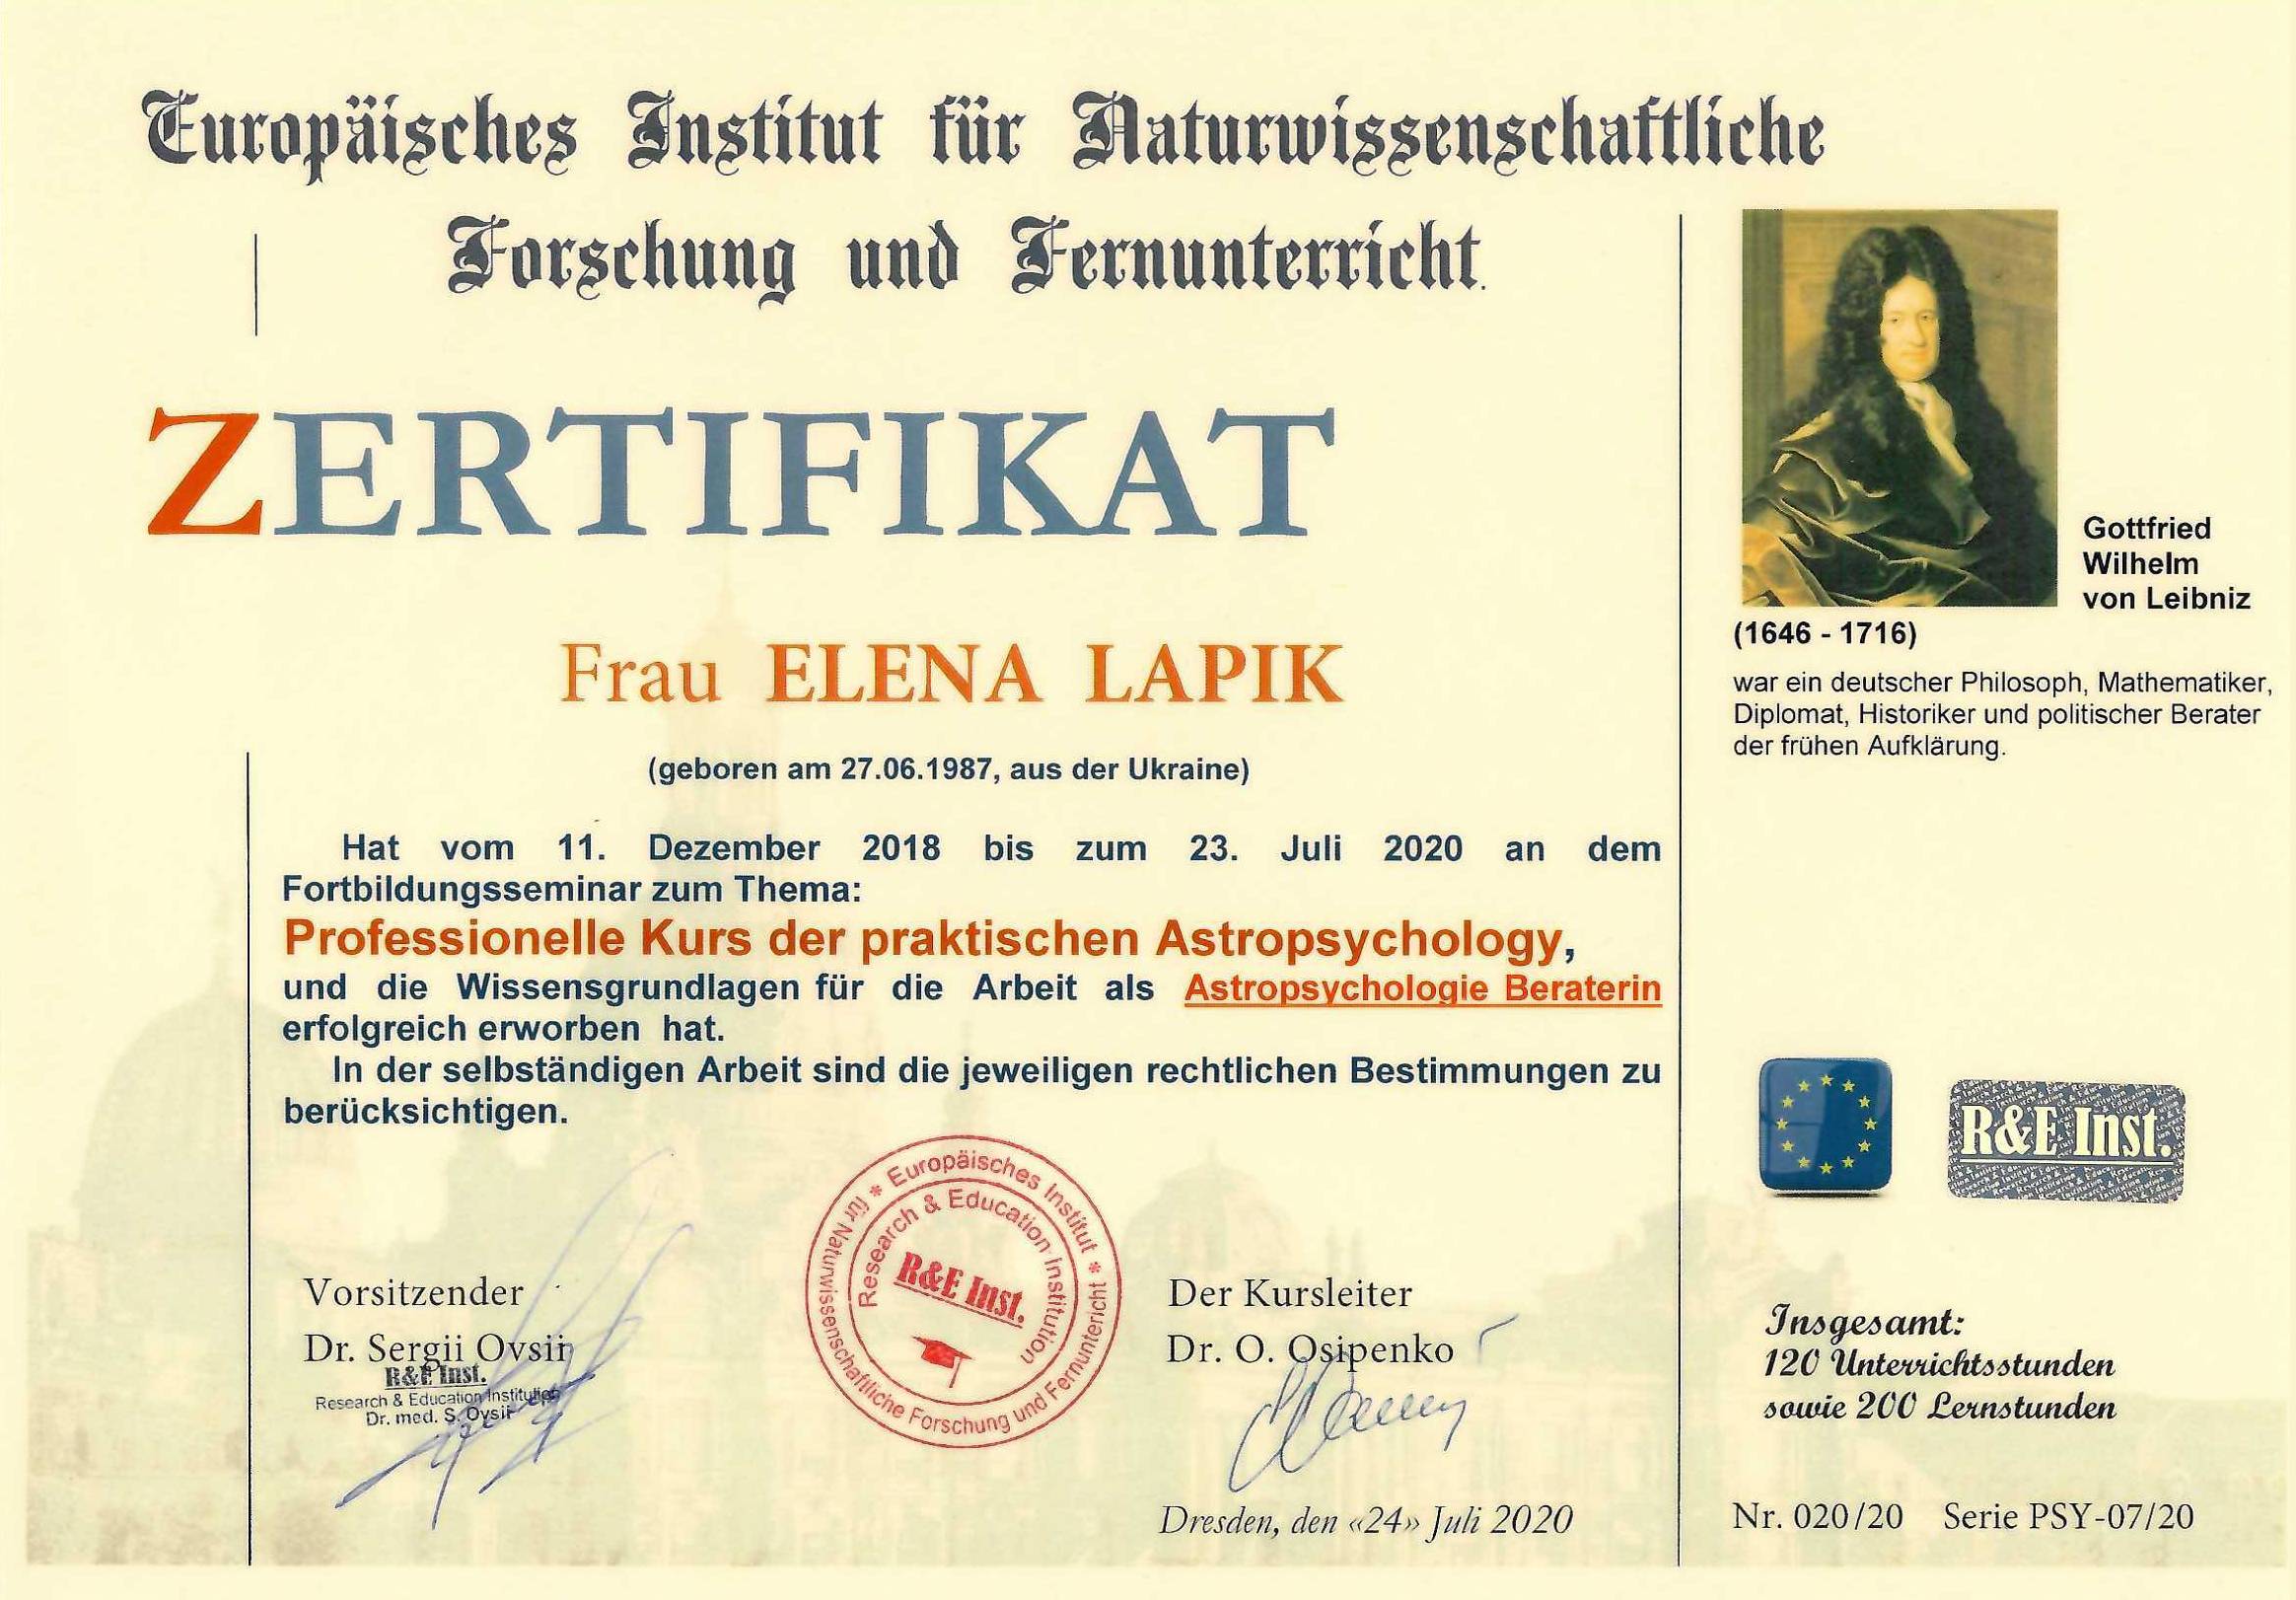 Europäisches Institut für Naturwissenschaftliche
Forschung und Fernunterricht.
ZERTIFIKAT
Frau ELENA LAPIK
(geboren am 27.06.1987, aus der Ukraine)
Hat vom 11. Dezember 2018 bis zum 23. Juli 2020 an dem
Fortbildungsseminar zum Thema:
Professionelle Kurs der praktischen Astropsychology,
und die Wissensgrundlagen für die Arbeit als Astropsychologie Beraterin
erfolgreich erworben hat.
In der selbständigen Arbeit sind die jeweiligen rechtlichen Bestimmungen zu
berücksichtigen.
Vorsitzender
Dr. Sergii Ovsiin
R&E Inst.
Research & Education Institution
Dr. med. S. Ovsii
* Europäisches Institut * für Naturwissenschaftliche Forschung und Fernunterricht
Research & Education Institution
R&E Inst.
Der Kursleiter
Dr. O. Osipenko
Dresden, den «24» Juli 2020
Gottfried
Wilhelm
von Leibniz
(1646 - 1716)
war ein deutscher Philosoph, Mathematiker,
Diplomat, Historiker und politischer Berater
der frühen Aufklärung.
R&E Inst.
Insgesamt:
120 Unterrichtsstunden
sowie 200 Lernstunden
Nr. 020/20 Serie PSY-07/20